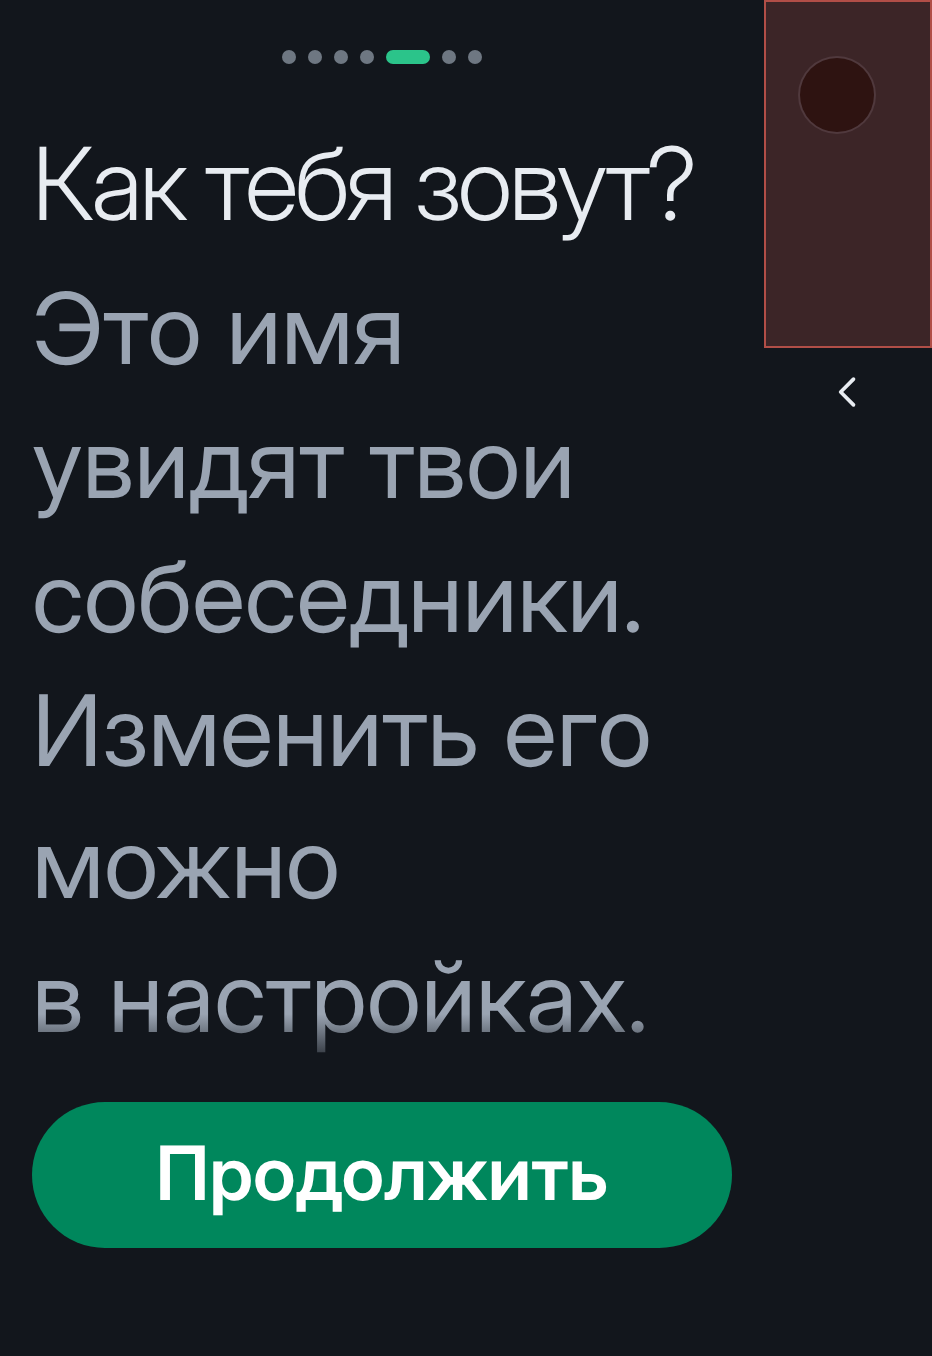 Как тебя зовут?
Это имя
увидят твои
собеседники.
Изменить его
можно
в настройках.
Продолжить